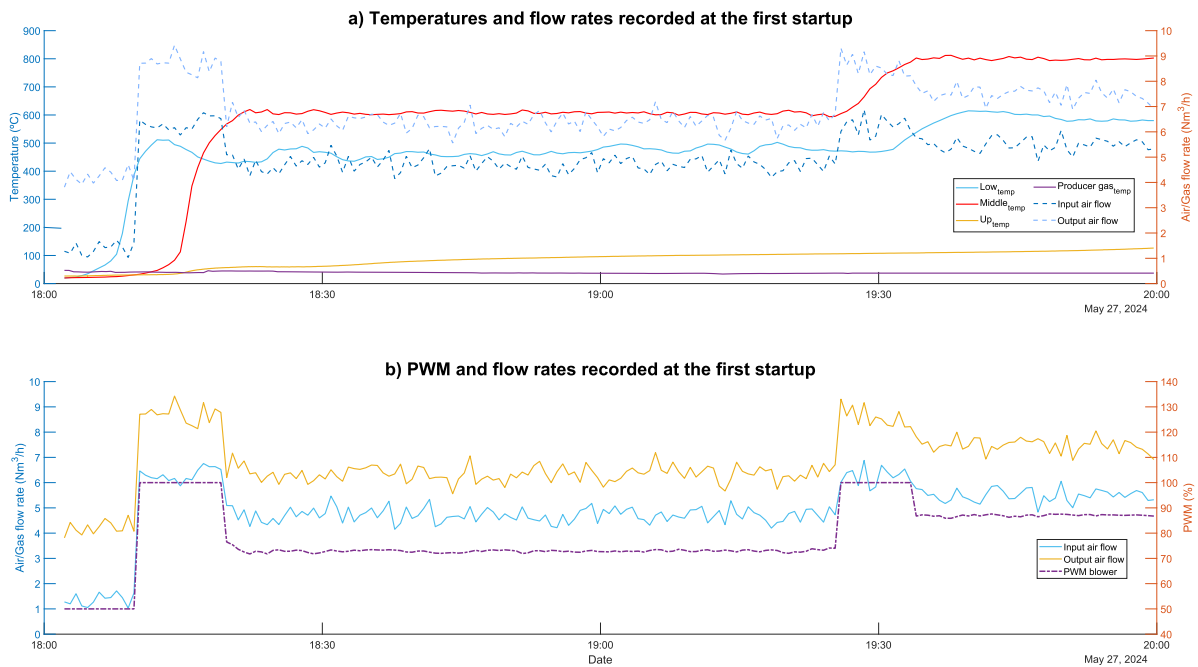 a) Temperatures and flow rates recorded at the first startup
900
800
700
600
500
400
300
200
100
0
Temperature (ºC)
10
9
8
7
6
5
4
3
2
1
0
Air/Gas flow rate (Nm³/h)
Low_temp
Middle_temp
Up_temp
Producer gas_temp
Input air flow
Output air flow
18:00 18:30 19:00 19:30 20:00
May 27, 2024
b) PWM and flow rates recorded at the first startup
10
9
8
7
6
5
4
3
2
1
0
Air/Gas flow rate (Nm³/h)
140
130
120
110
100
90
80
70
60
50
40
PWM (%)
Input air flow
Output air flow
PWM blower
18:00 18:30 19:00 19:30 20:00
Date
May 27, 2024